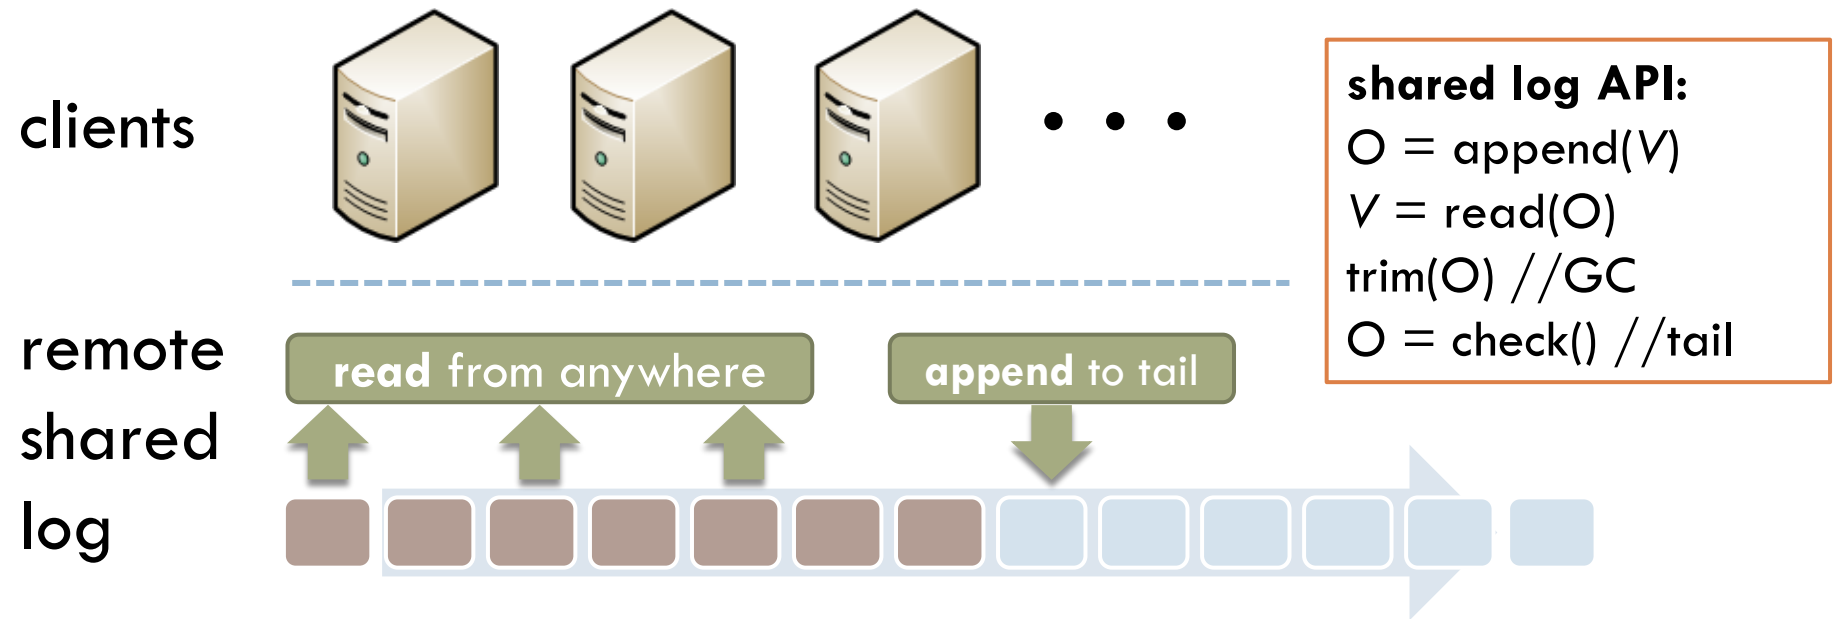 clients
shared log API:
O = append(V)
V = read(O)
trim(O) //GC
O = check() //tail
remote
shared
log
read from anywhere
append to tail